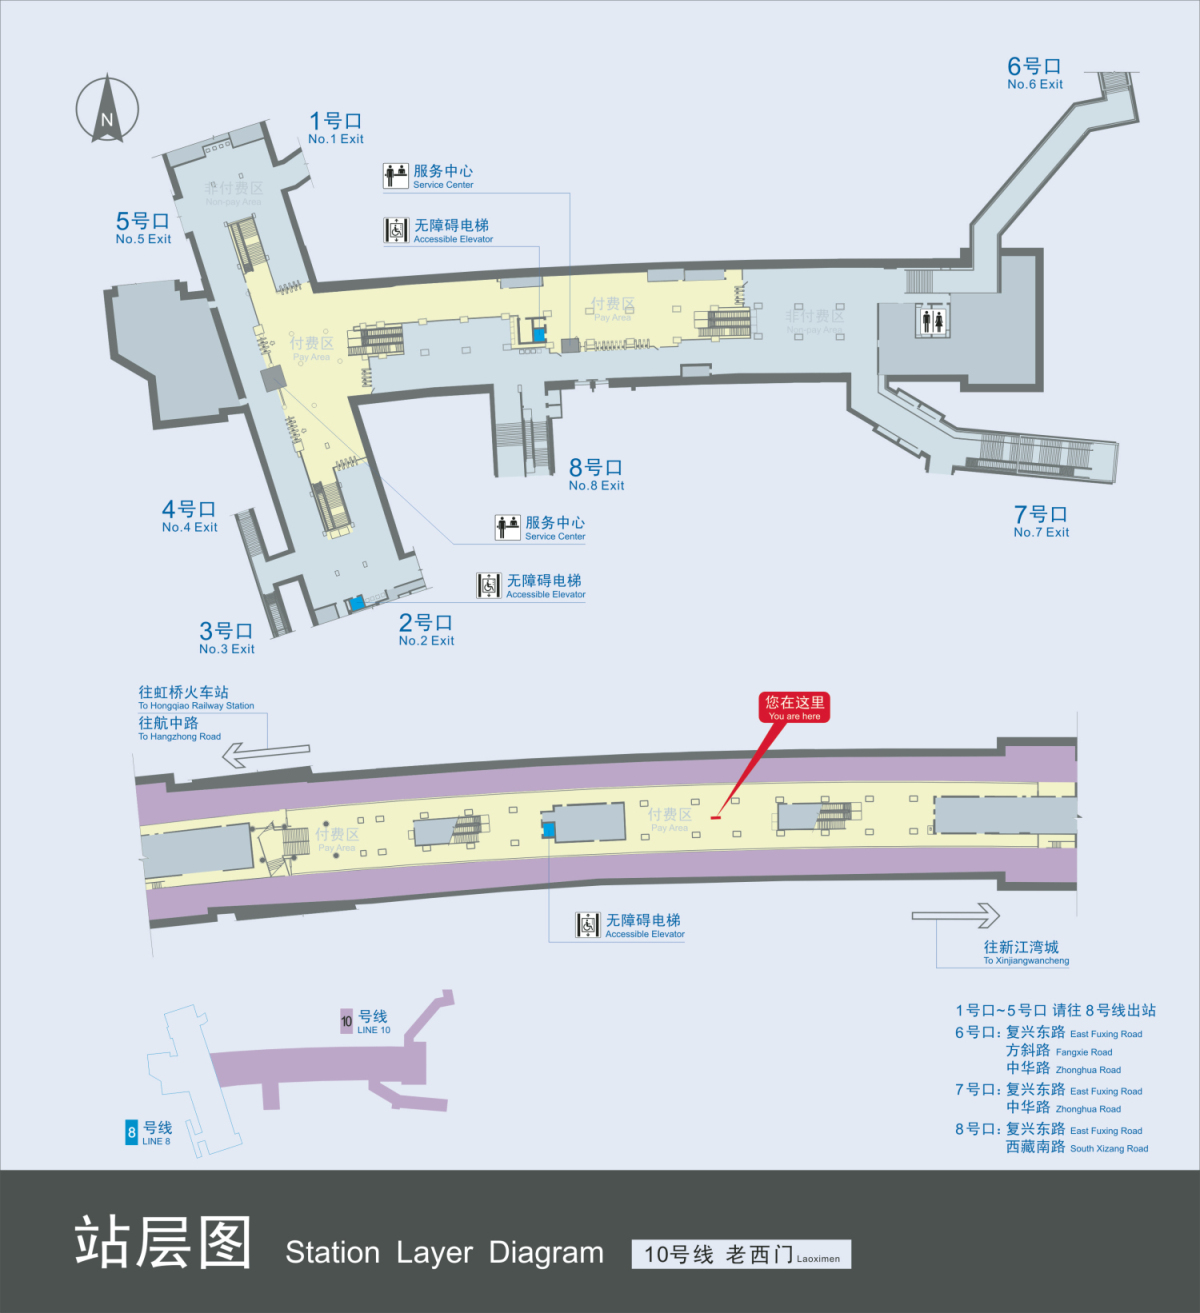 N
1号口
No.1 Exit
6号口
No.6 Exit
服务中心
Service Center
非付费区
Non-pay Area
5号口
No.5 Exit
无障碍电梯
Accessible Elevator
付费区
Pay Area
非付费区
Non-pay Area
付费区
Pay Area
8号口
No.8 Exit
4号口
No.4 Exit
7号口
No.7 Exit
服务中心
Service Center
无障碍电梯
Accessible Elevator
3号口
No.3 Exit
2号口
No.2 Exit
往虹桥火车站
To Hongqiao Railway Station
往航中路
To Hangzhong Road
您在这里
You are here
付费区
Pay Area
付费区
Pay Area
无障碍电梯
Accessible Elevator
往新江湾城
To Xinjiangwancheng
10 号线
LINE 10
8 号线
LINE 8
1号口~5号口 请往8号线出站
6号口: 复兴东路 East Fuxing Road
方斜路 Fangxie Road
中华路 Zhonghua Road
7号口: 复兴东路 East Fuxing Road
中华路 Zhonghua Road
8号口: 复兴东路 East Fuxing Road
西藏南路 South Xizang Road
站层图 Station Layer Diagram 10号线 老西门 Laoximen